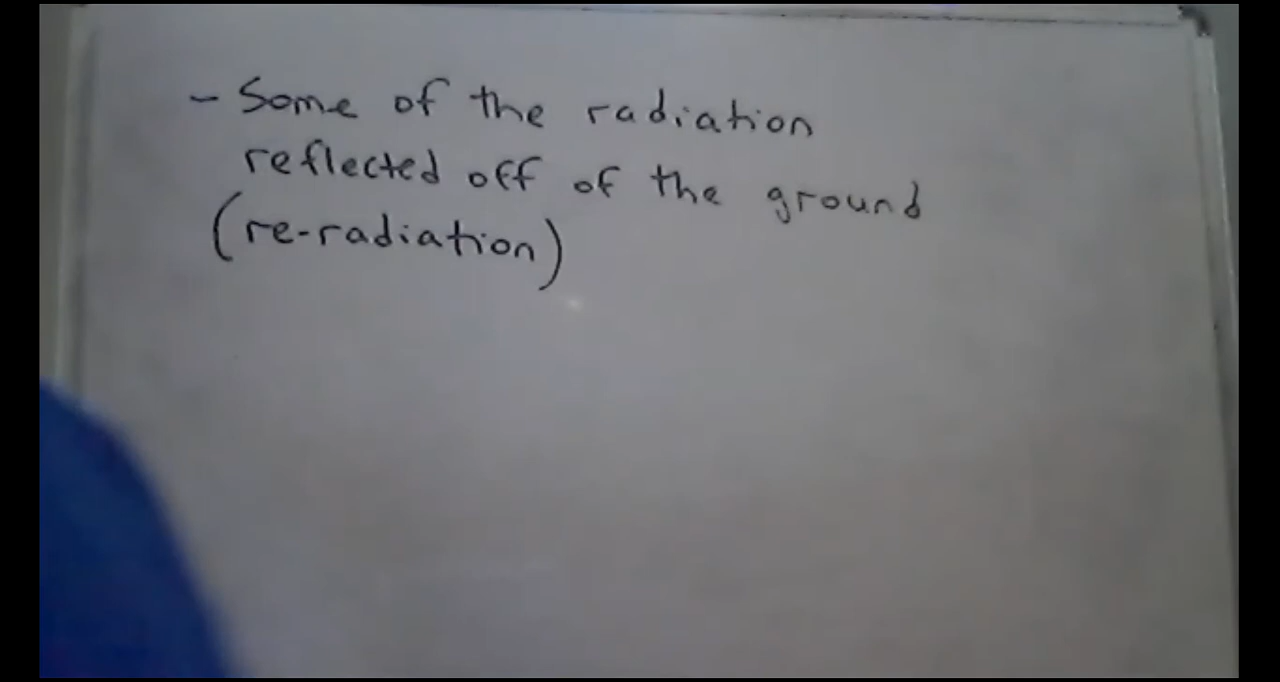 - Some of the radiation
reflected off of the ground
(re-radiation)